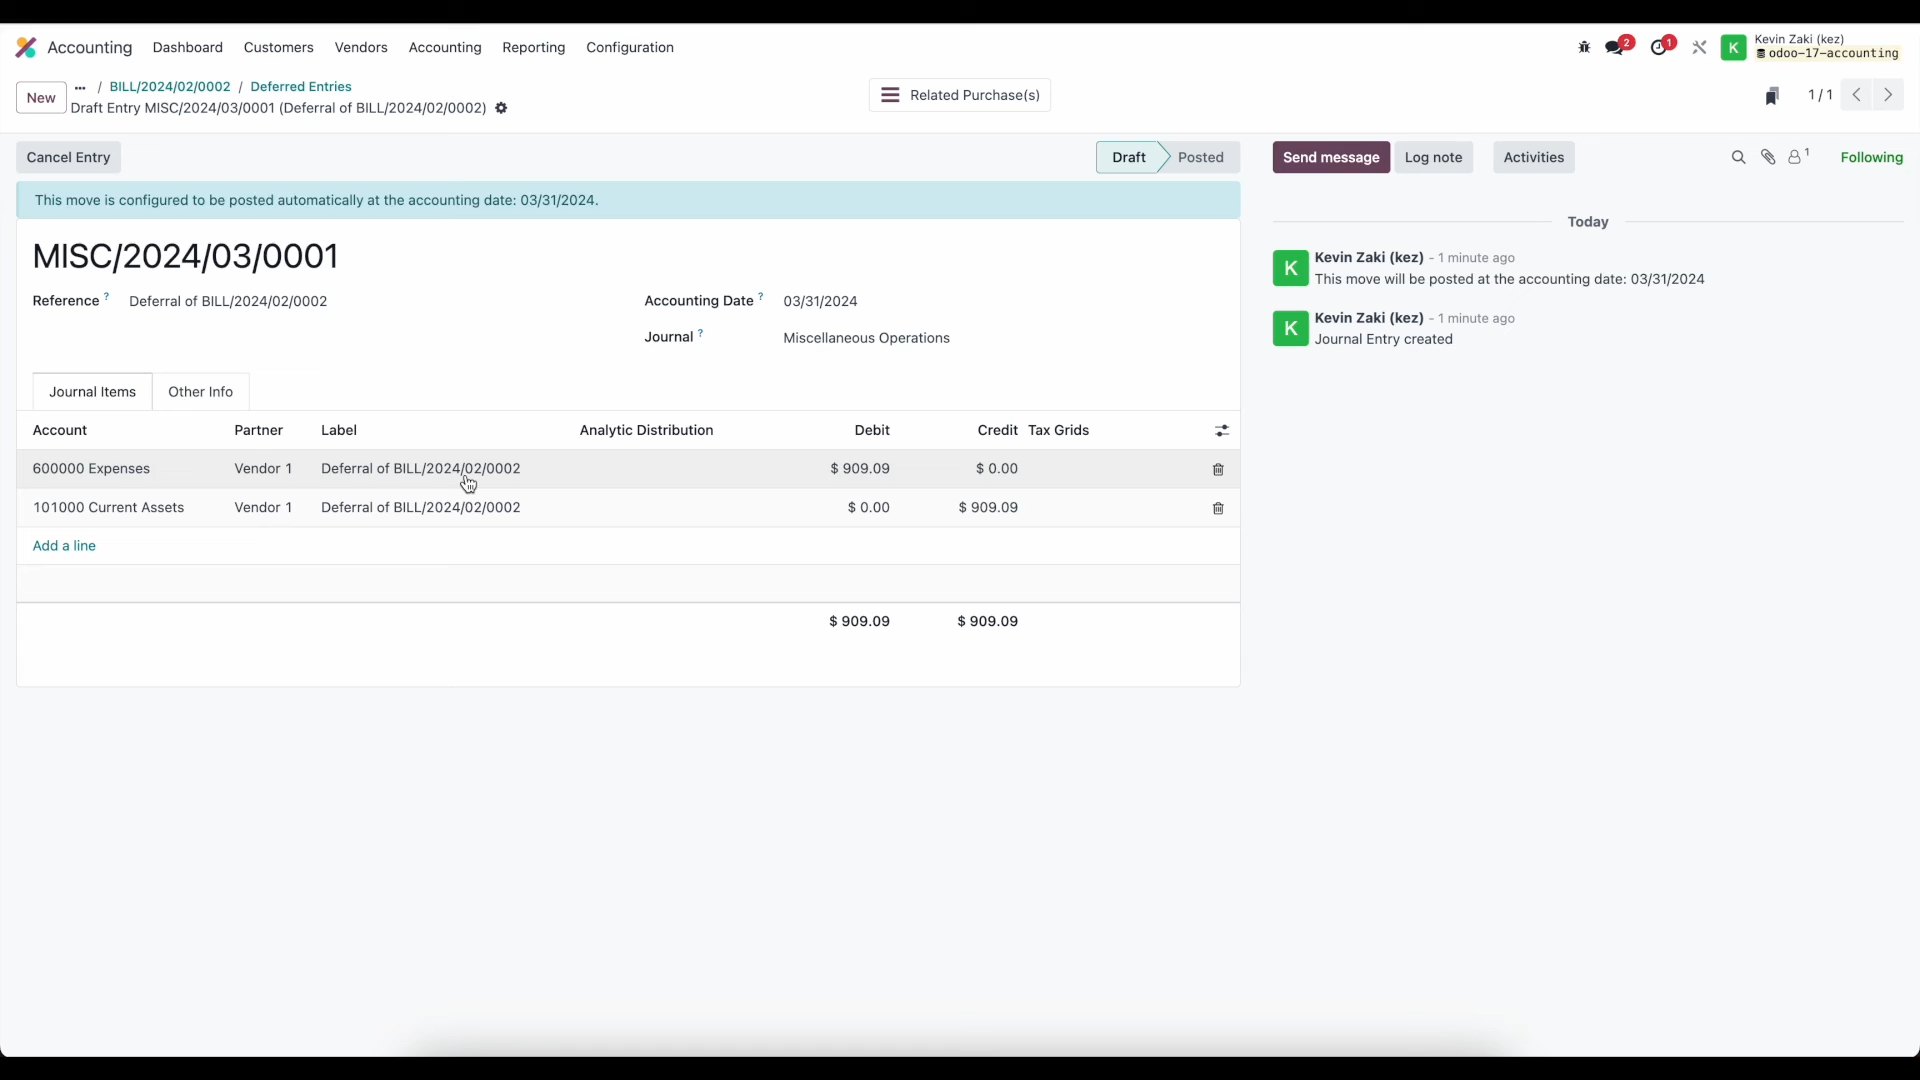 Accounting Dashboard Customers Vendors Accounting Reporting Configuration 2 1 K Kevin Zaki (kez)
odoo-17-accounting
New ... / BILL/2024/02/0002 / Deferred Entries
Draft Entry MISC/2024/03/0001 (Deferral of BILL/2024/02/0002)
Related Purchase(s) 1 / 1
Cancel Entry Draft Posted Send message Log note Activities 1 Following
This move is configured to be posted automatically at the accounting date: 03/31/2024.
MISC/2024/03/0001
Reference ? Deferral of BILL/2024/02/0002 Accounting Date ? 03/31/2024
Journal ? Miscellaneous Operations
Journal Items Other Info
Account Partner Label Analytic Distribution Debit Credit Tax Grids
600000 Expenses Vendor 1 Deferral of BILL/2024/02/0002 $ 909.09 $ 0.00
101000 Current Assets Vendor 1 Deferral of BILL/2024/02/0002 $ 0.00 $ 909.09
Add a line
$ 909.09 $ 909.09
Today
K Kevin Zaki (kez) - 1 minute ago
This move will be posted at the accounting date: 03/31/2024
K Kevin Zaki (kez) - 1 minute ago
Journal Entry created